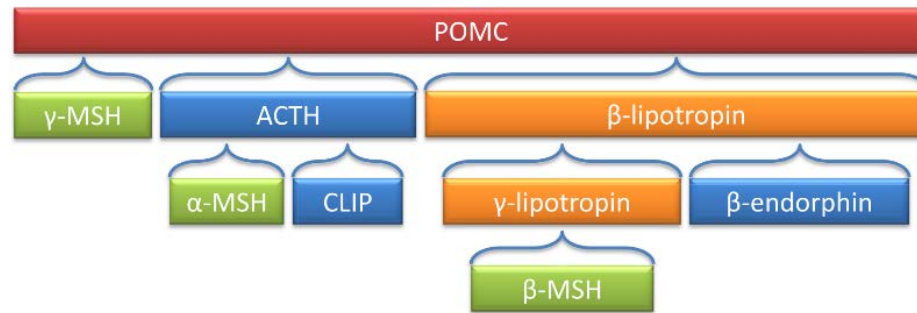 POMC
γ-MSH ACTH β-lipotropin
α-MSH CLIP γ-lipotropin β-endorphin
β-MSH